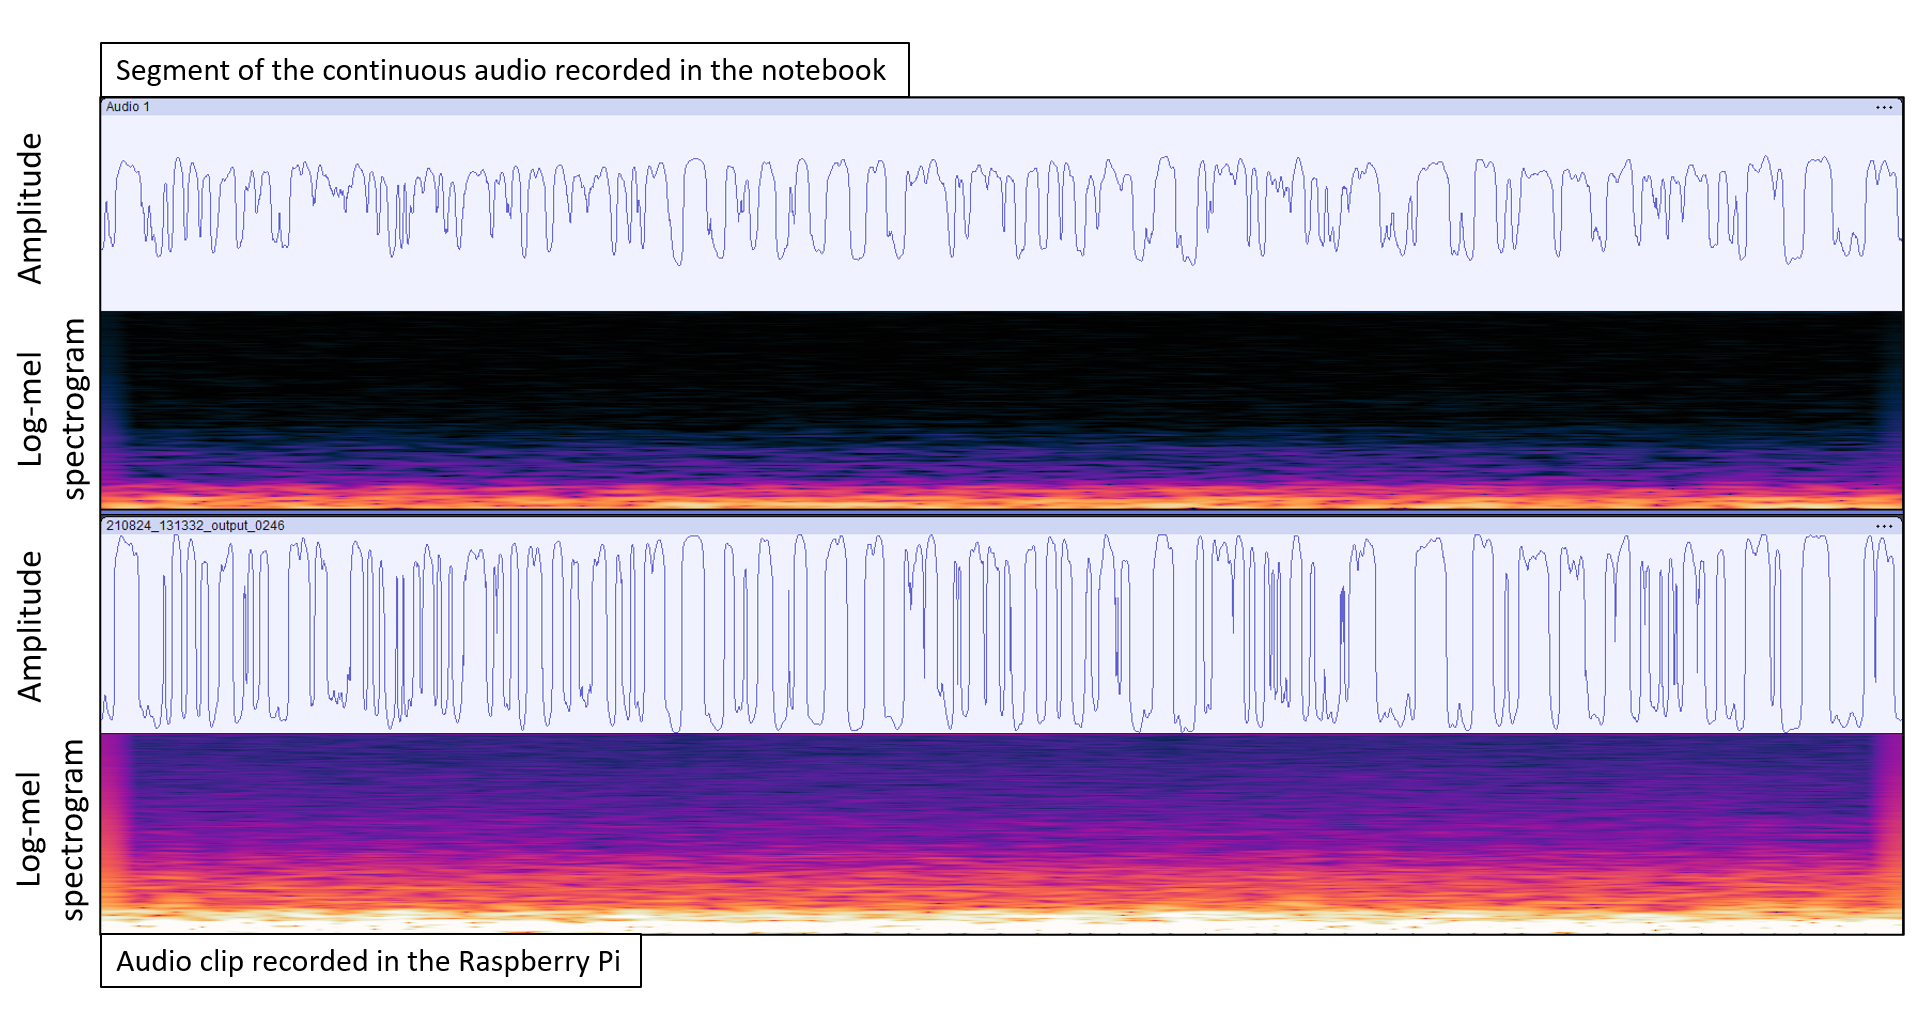 Segment of the continuous audio recorded in the notebook
Audio 1
Amplitude
Log-mel
spectrogram
210824_131332_output_0246
Amplitude
Log-mel
spectrogram
Audio clip recorded in the Raspberry Pi